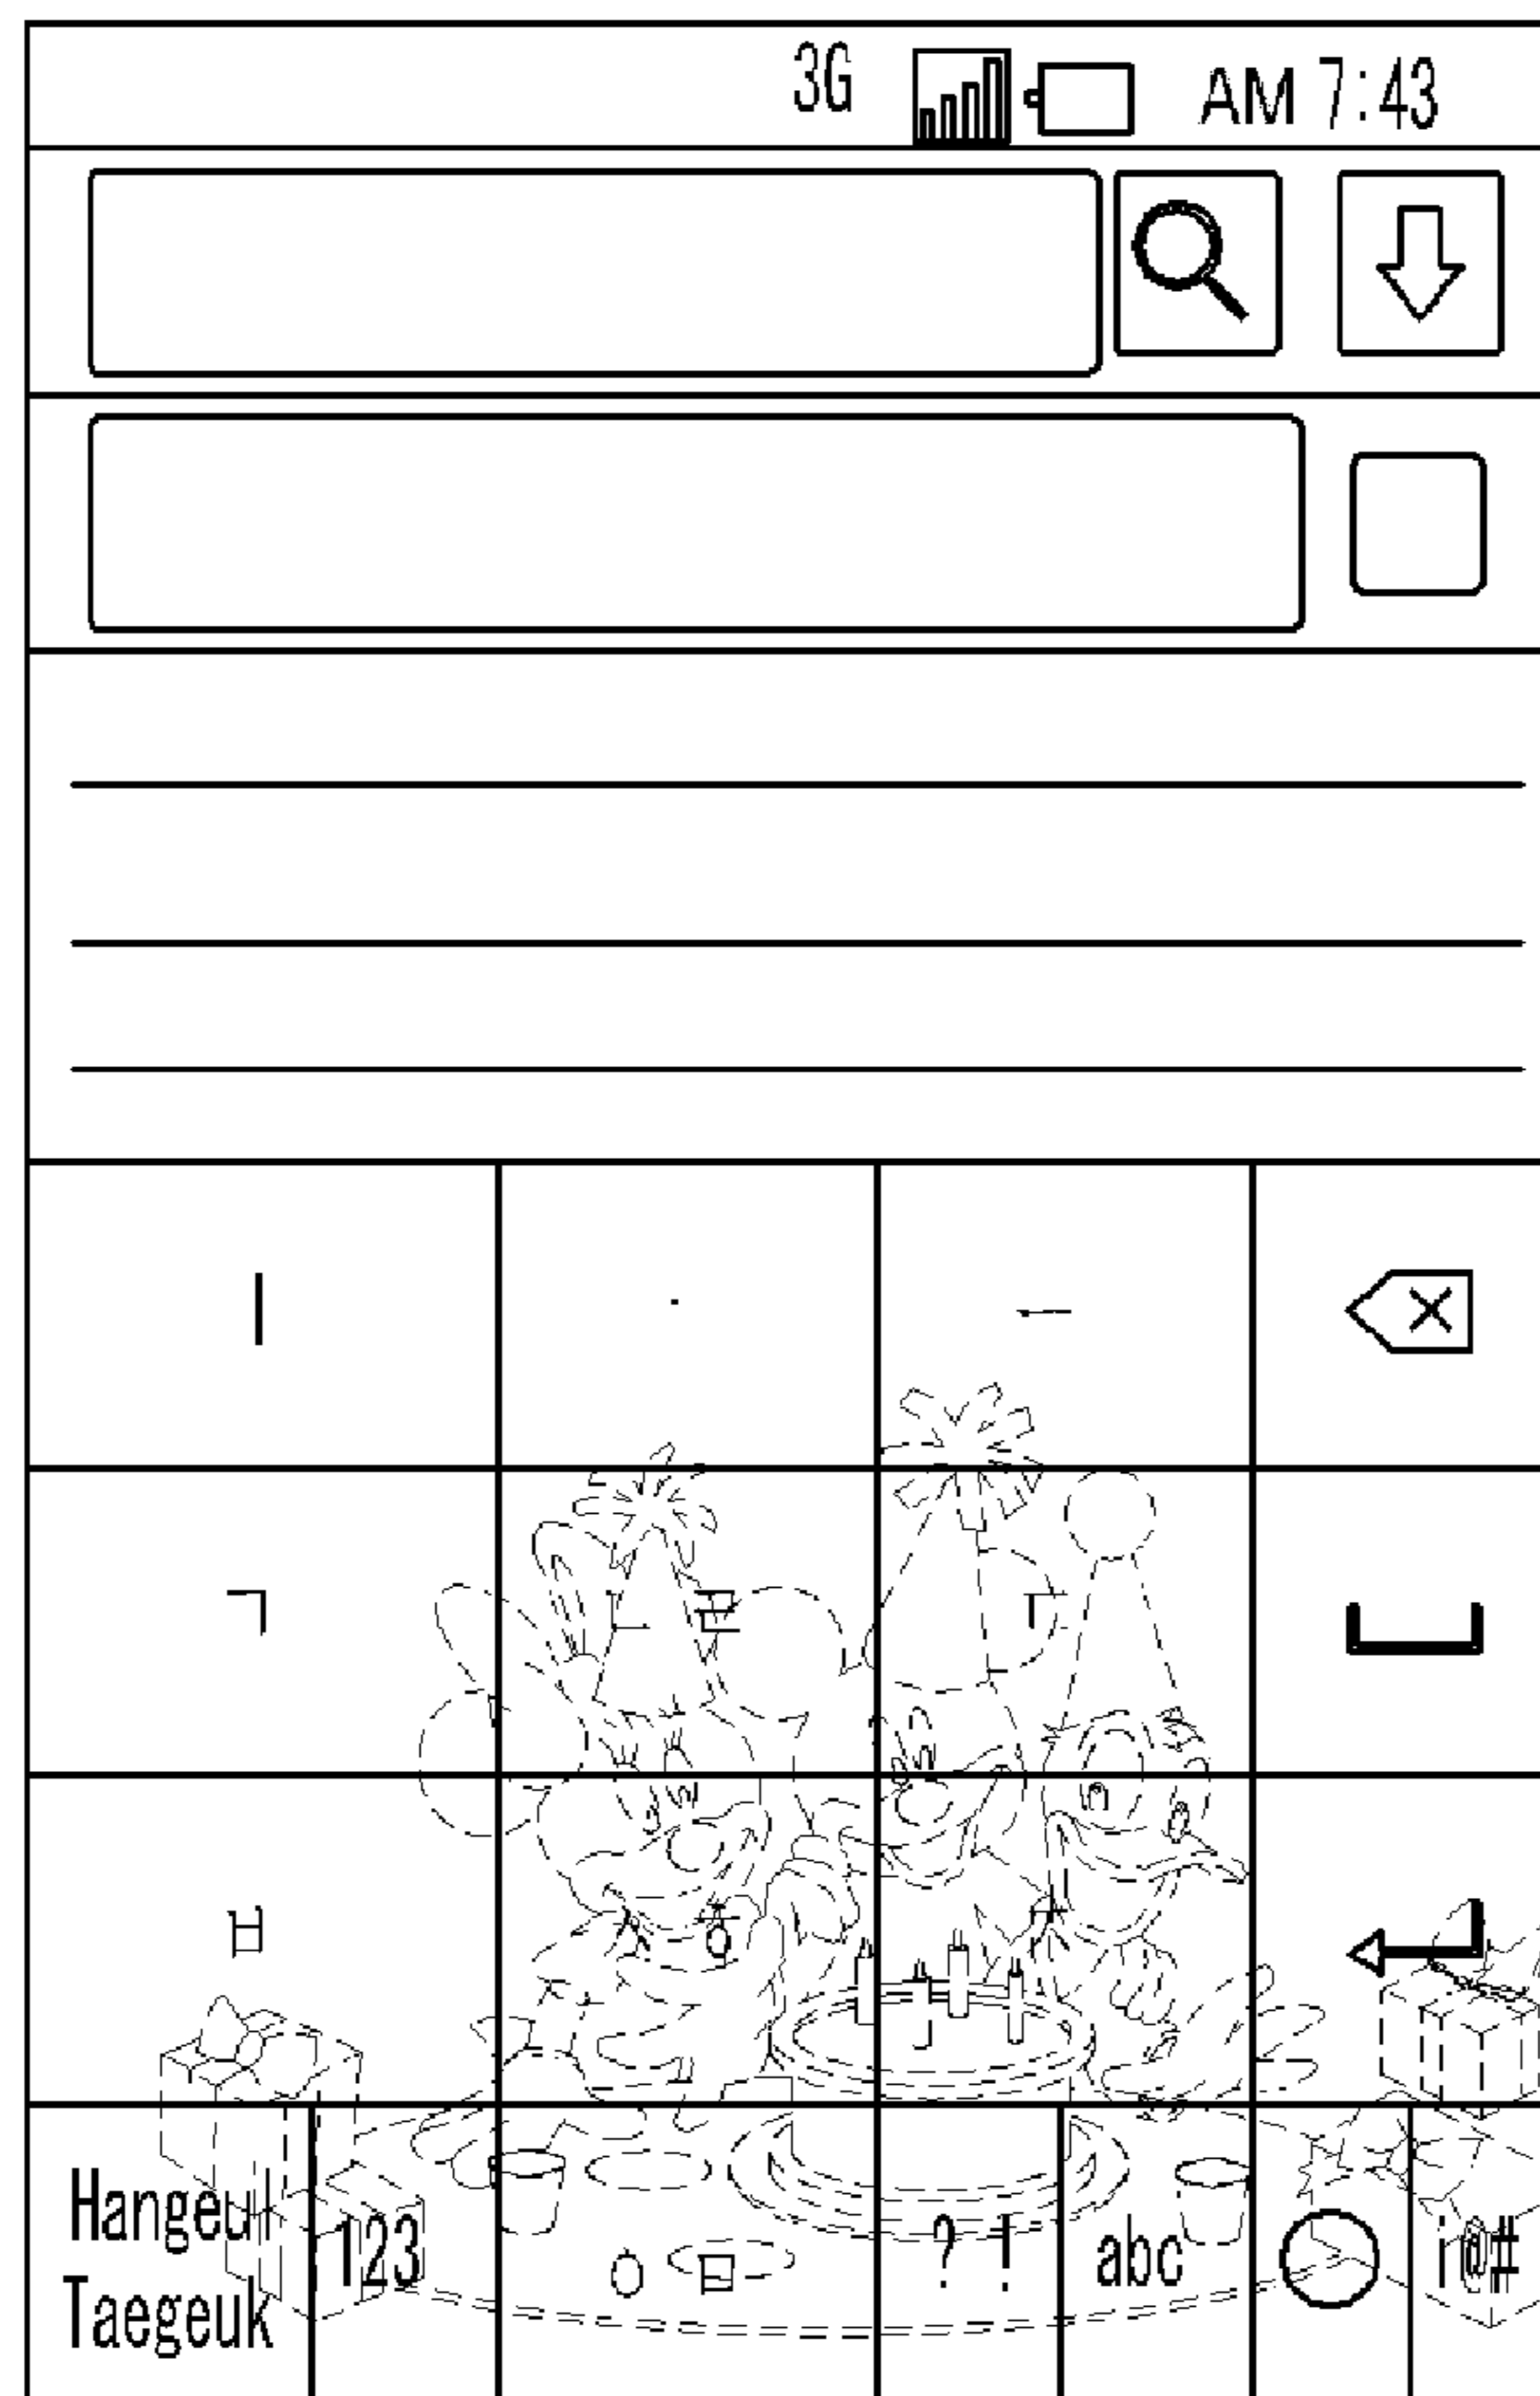 3G AM 7:43
ㅣ · ㅡ
ㄱ ㄴ ㄹ ㄷ
ㅂ ㅅ ㅎ
Hangeul 123 ㅇ ㅁ ? ! abc i@#
Taegeuk